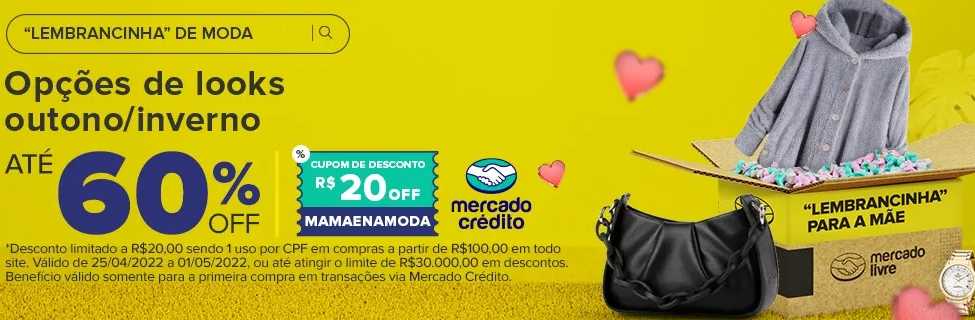 “LEMBRANCINHA” DE MODA
Opções de looks
outono/inverno
ATÉ
60%
OFF
%
CUPOM DE DESCONTO
R$ 20 OFF
MAMAENAMODA
mercado
crédito
*Desconto limitado a R$20,00 sendo 1 uso por CPF em compras a partir de R$100,00 em todo
site. Válido de 25/04/2022 a 01/05/2022, ou até atingir o limite de R$30.000,00 em descontos.
Benefício válido somente para a primeira compra em transações via Mercado Crédito.
“LEMBRANCINHA”
PARA A MÃE
mercado
livre